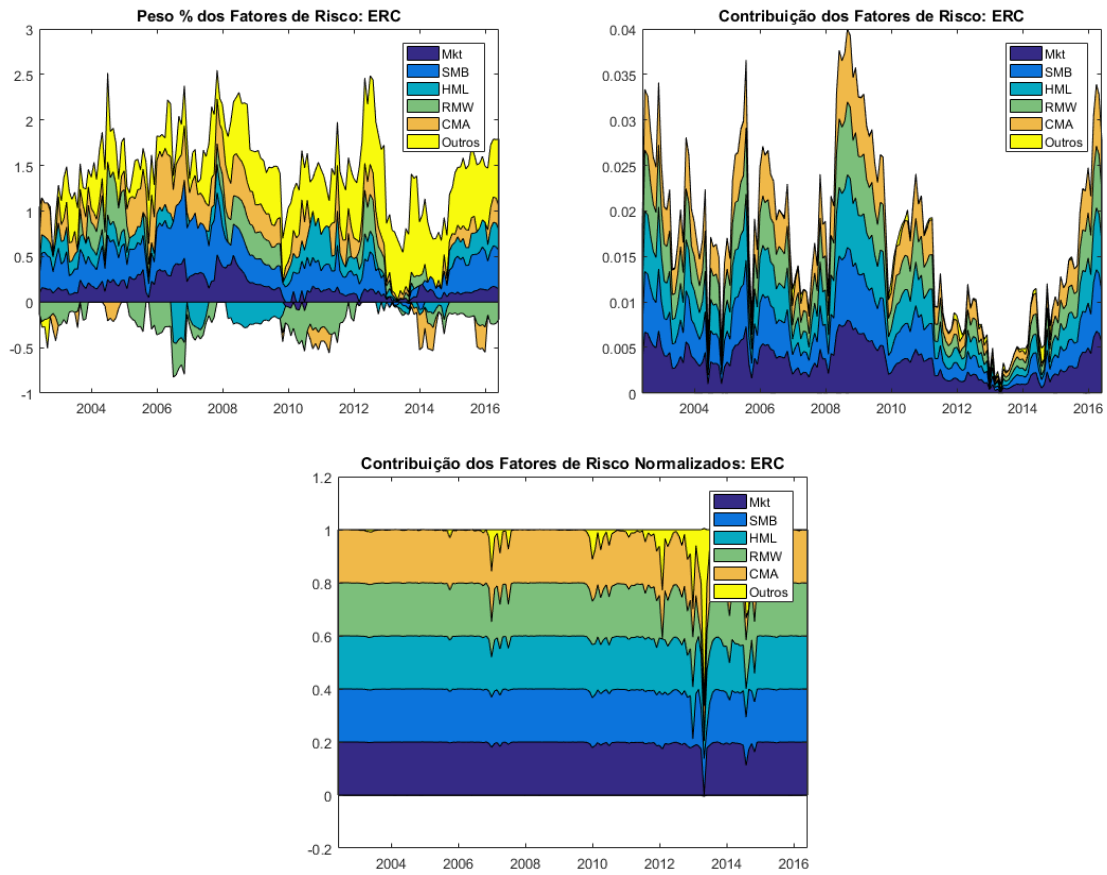 Peso % dos Fatores de Risco: ERC
3
2.5
2
1.5
1
0.5
0
-0.5
-1
2004 2006 2008 2010 2012 2014 2016
Mkt
SMB
HML
RMW
CMA
Outros
Contribuição dos Fatores de Risco: ERC
0.04
0.035
0.03
0.025
0.02
0.015
0.01
0.005
0
2004 2006 2008 2010 2012 2014 2016
Mkt
SMB
HML
RMW
CMA
Outros
Contribuição dos Fatores de Risco Normalizados: ERC
1.2
1
0.8
0.6
0.4
0.2
0
-0.2
2004 2006 2008 2010 2012 2014 2016
Mkt
SMB
HML
RMW
CMA
Outros